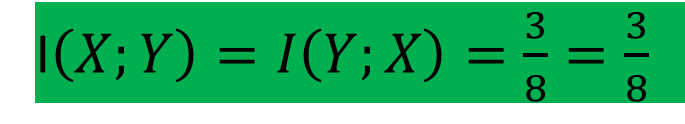 I(X; Y) = I(Y; X) = 3/8 = 3/8